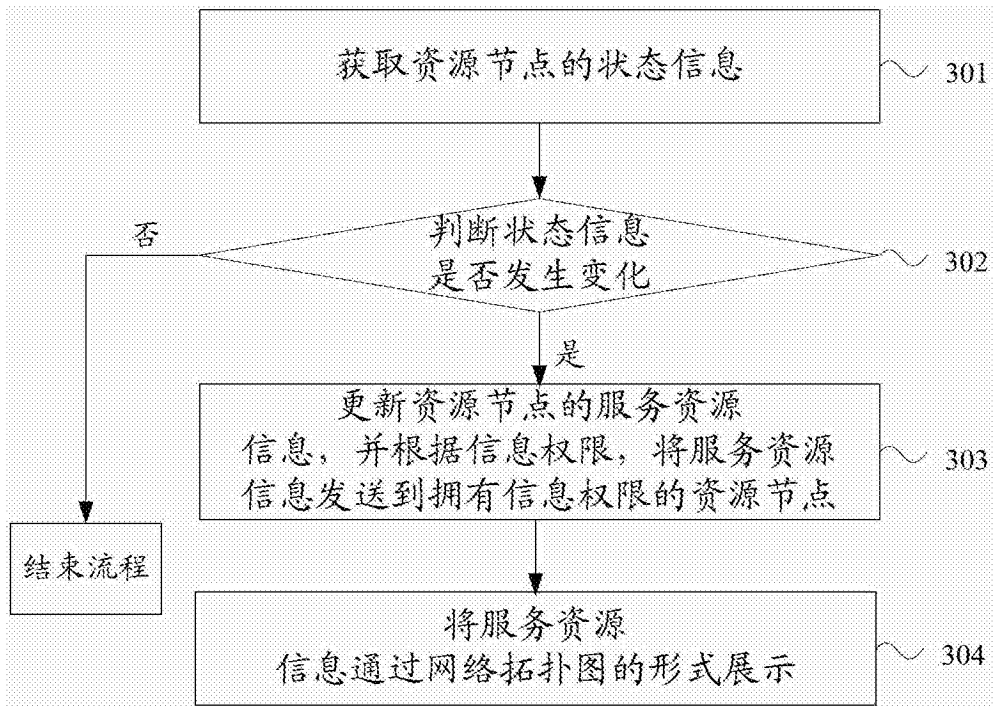 获取资源节点的状态信息
301
判断状态信息
是否发生变化
302
否
是
更新资源节点的服务资源
信息，并根据信息权限，将服务资源
信息发送到拥有信息权限的资源节点
303
结束流程
将服务资源
信息通过网络拓扑图的形式展示
304